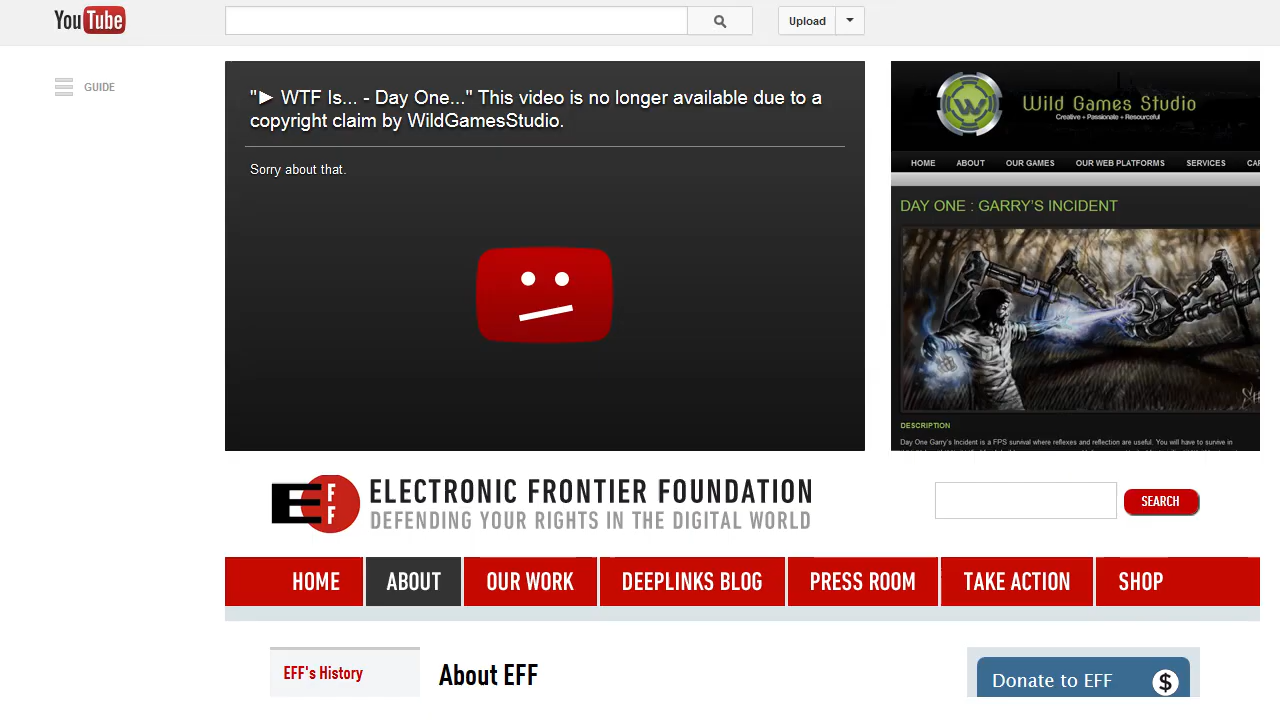 YouTube
Upload
GUIDE
"► WTF Is... - Day One..." This video is no longer available due to a
copyright claim by WildGamesStudio.
Sorry about that.
Wild Games Studio
Creative + Passionate + Resourceful
HOME ABOUT OUR GAMES OUR WEB PLATFORMS SERVICES
DAY ONE : GARRY'S INCIDENT
DESCRIPTION
Day One Garry's Incident is a FPS survival where reflexes and reflection are useful. You will have to survive in
EFF
ELECTRONIC FRONTIER FOUNDATION
DEFENDING YOUR RIGHTS IN THE DIGITAL WORLD
SEARCH
HOME ABOUT OUR WORK DEEPLINKS BLOG PRESS ROOM TAKE ACTION SHOP
EFF's History
About EFF
Donate to EFF $